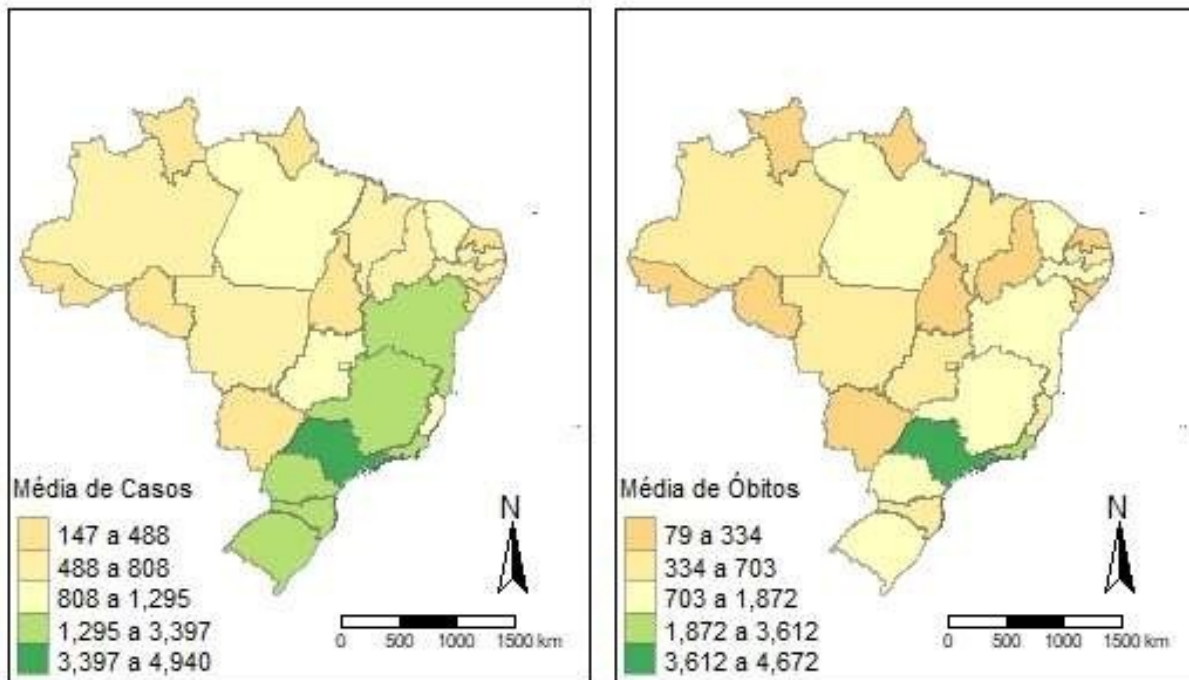 Média de Casos
147 a 488
488 a 808
808 a 1,295
1,295 a 3,397
3,397 a 4,940
N
0 500 1000 1500 km
Média de Óbitos
79 a 334
334 a 703
703 a 1,872
1,872 a 3,612
3,612 a 4,672
N
0 500 1000 1500 km